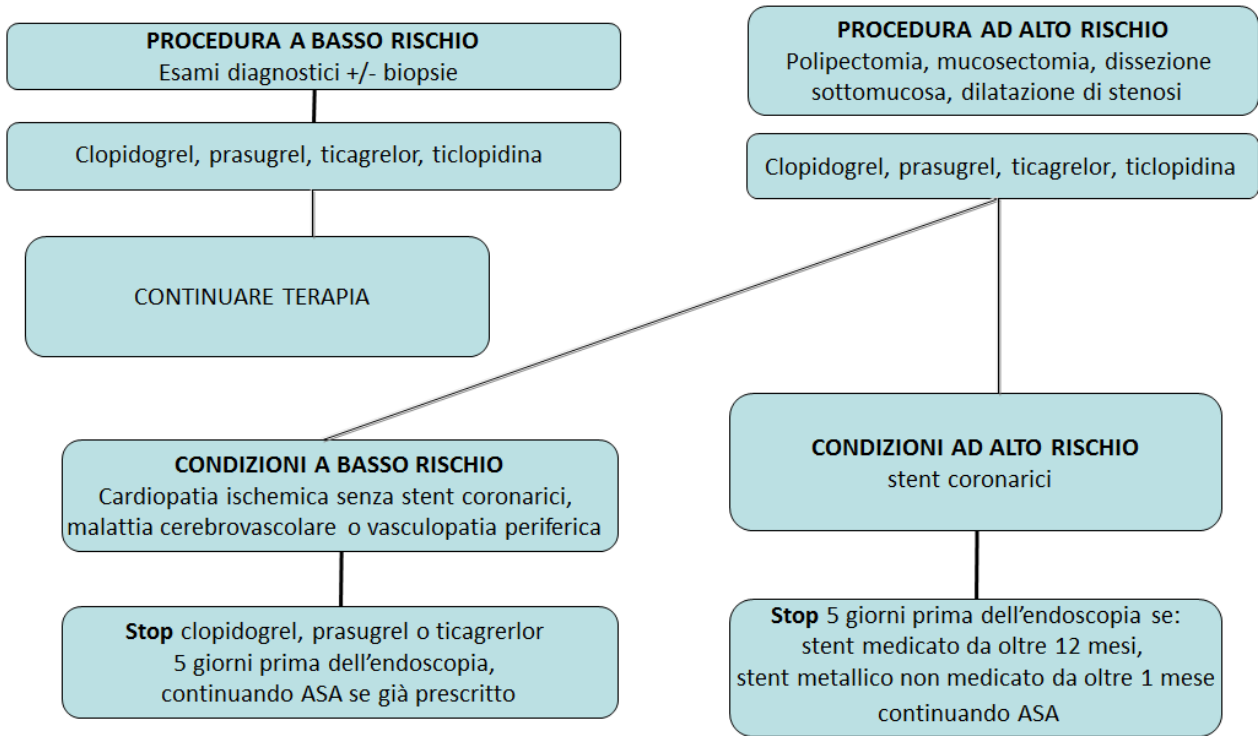 PROCEDURA A BASSO RISCHIO
Esami diagnostici +/- biopsie
Clopidogrel, prasugrel, ticagrelor, ticlopidina
CONTINUARE TERAPIA
PROCEDURA AD ALTO RISCHIO
Polipectomia, mucosectomia, dissezione
sottomucosa, dilatazione di stenosi
Clopidogrel, prasugrel, ticagrelor, ticlopidina
CONDIZIONI A BASSO RISCHIO
Cardiopatia ischemica senza stent coronarici,
malattia cerebrovascolare o vasculopatia periferica
Stop clopidogrel, prasugrel o ticagrerlor
5 giorni prima dell’endoscopia,
continuando ASA se già prescritto
CONDIZIONI AD ALTO RISCHIO
stent coronarici
Stop 5 giorni prima dell’endoscopia se:
stent medicato da oltre 12 mesi,
stent metallico non medicato da oltre 1 mese
continuando ASA